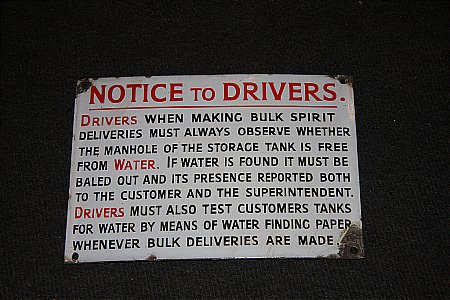 NOTICE TO DRIVERS.
DRIVERS WHEN MAKING BULK SPIRIT
DELIVERIES MUST ALWAYS OBSERVE WHETHER
THE MANHOLE OF THE STORAGE TANK IS FREE
FROM WATER. IF WATER IS FOUND IT MUST BE
BALED OUT AND ITS PRESENCE REPORTED BOTH
TO THE CUSTOMER AND THE SUPERINTENDENT.
DRIVERS MUST ALSO TEST CUSTOMERS TANKS
FOR WATER BY MEANS OF WATER FINDING PAPER
WHENEVER BULK DELIVERIES ARE MADE.